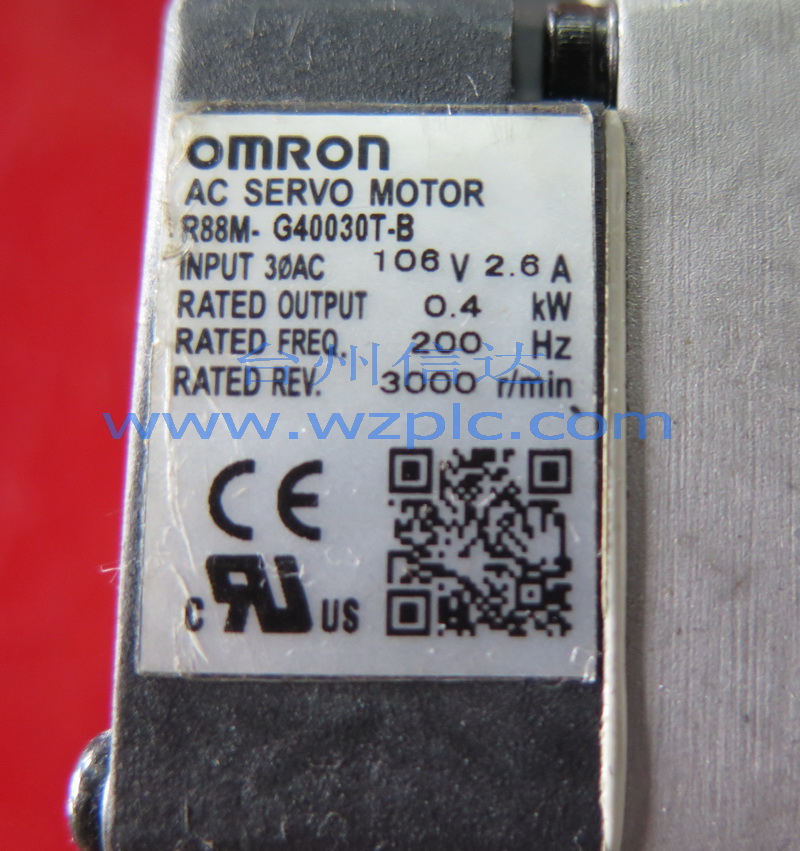 OMRON
AC SERVO MOTOR
R88M- G40030T-B
INPUT 3ØAC 106 V 2.6 A
RATED OUTPUT 0.4 kW
RATED FREQ. 200 Hz
RATED REV. 3000 r/min
台州信达
www.wzplc.com
CE
C RU US